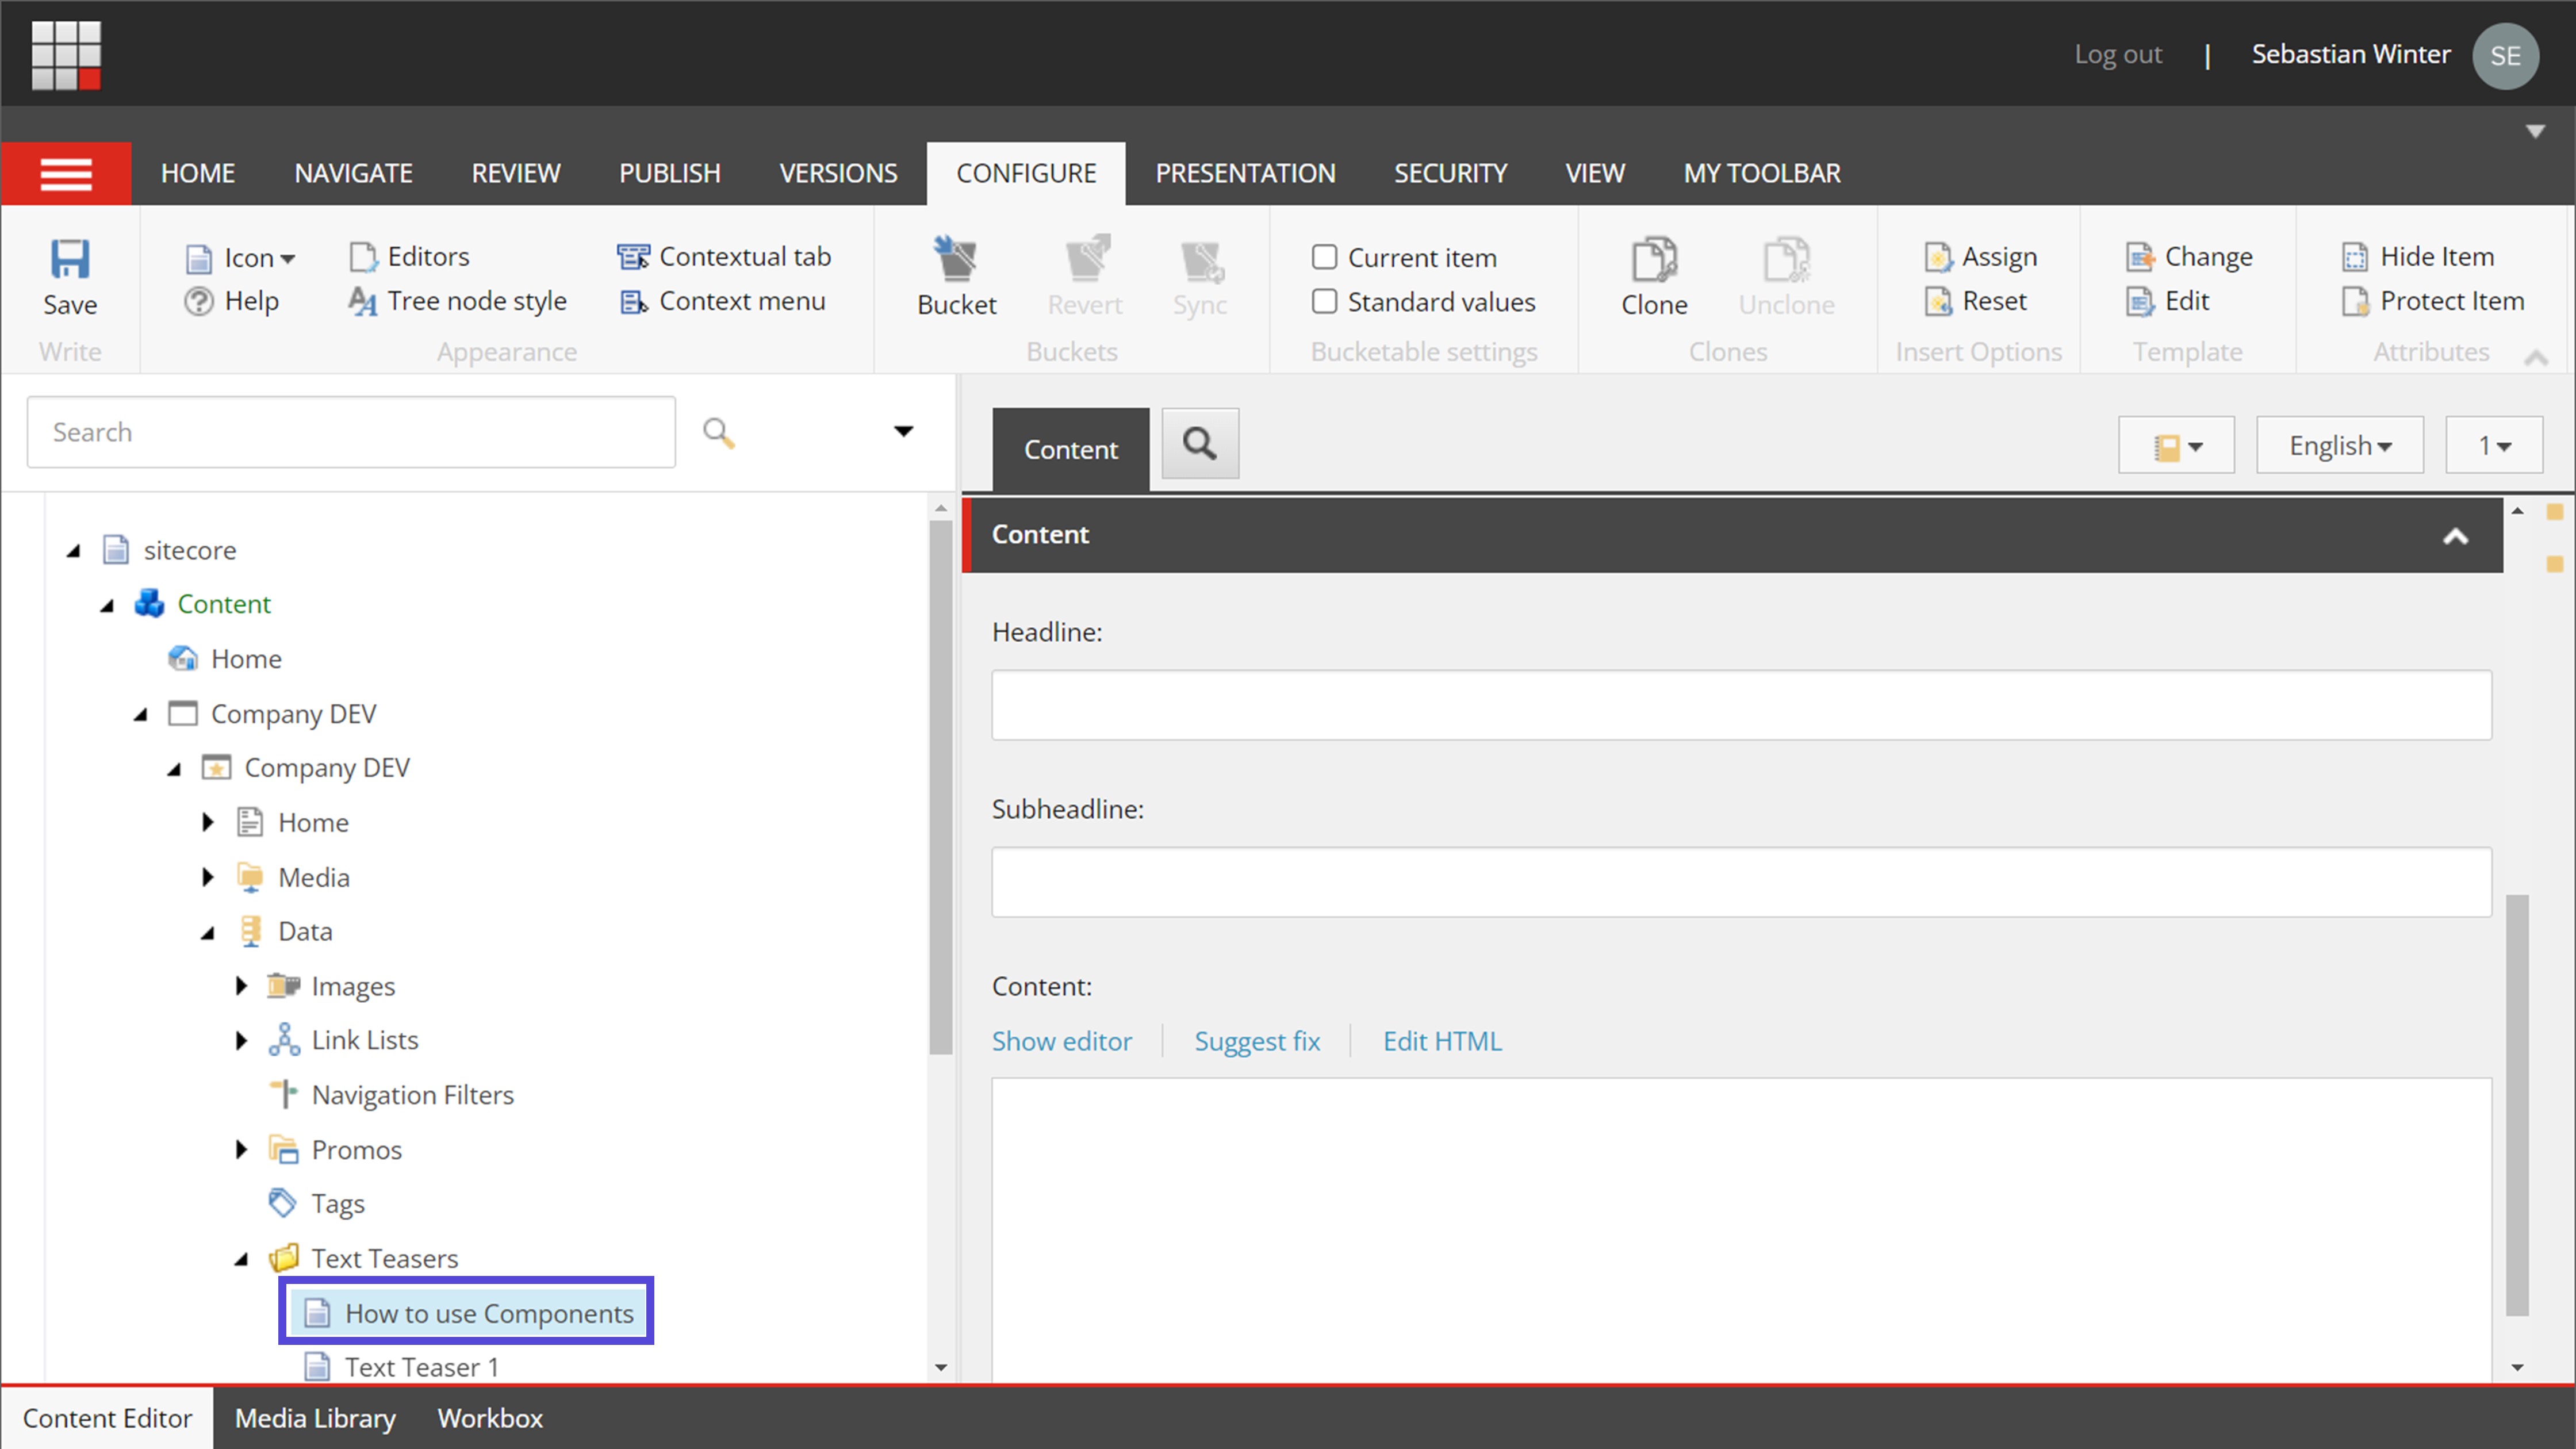 Log out | Sebastian Winter SE
HOME NAVIGATE REVIEW PUBLISH VERSIONS CONFIGURE PRESENTATION SECURITY VIEW MY TOOLBAR
Icon Editors Contextual tab Current item Assign Change Hide Item
Save Help Tree node style Context menu Bucket Revert Sync Standard values Clone Unclone Reset Edit Protect Item
Write Appearance Buckets Bucketable settings Clones Insert Options Template Attributes
Search
Content English 1
sitecore
Content
Home
Company DEV
Company DEV
Home
Media
Data
Images
Link Lists
Navigation Filters
Promos
Tags
Text Teasers
How to use Components
Text Teaser 1
Content
Headline:
Subheadline:
Content:
Show editor Suggest fix Edit HTML
Content Editor Media Library Workbox